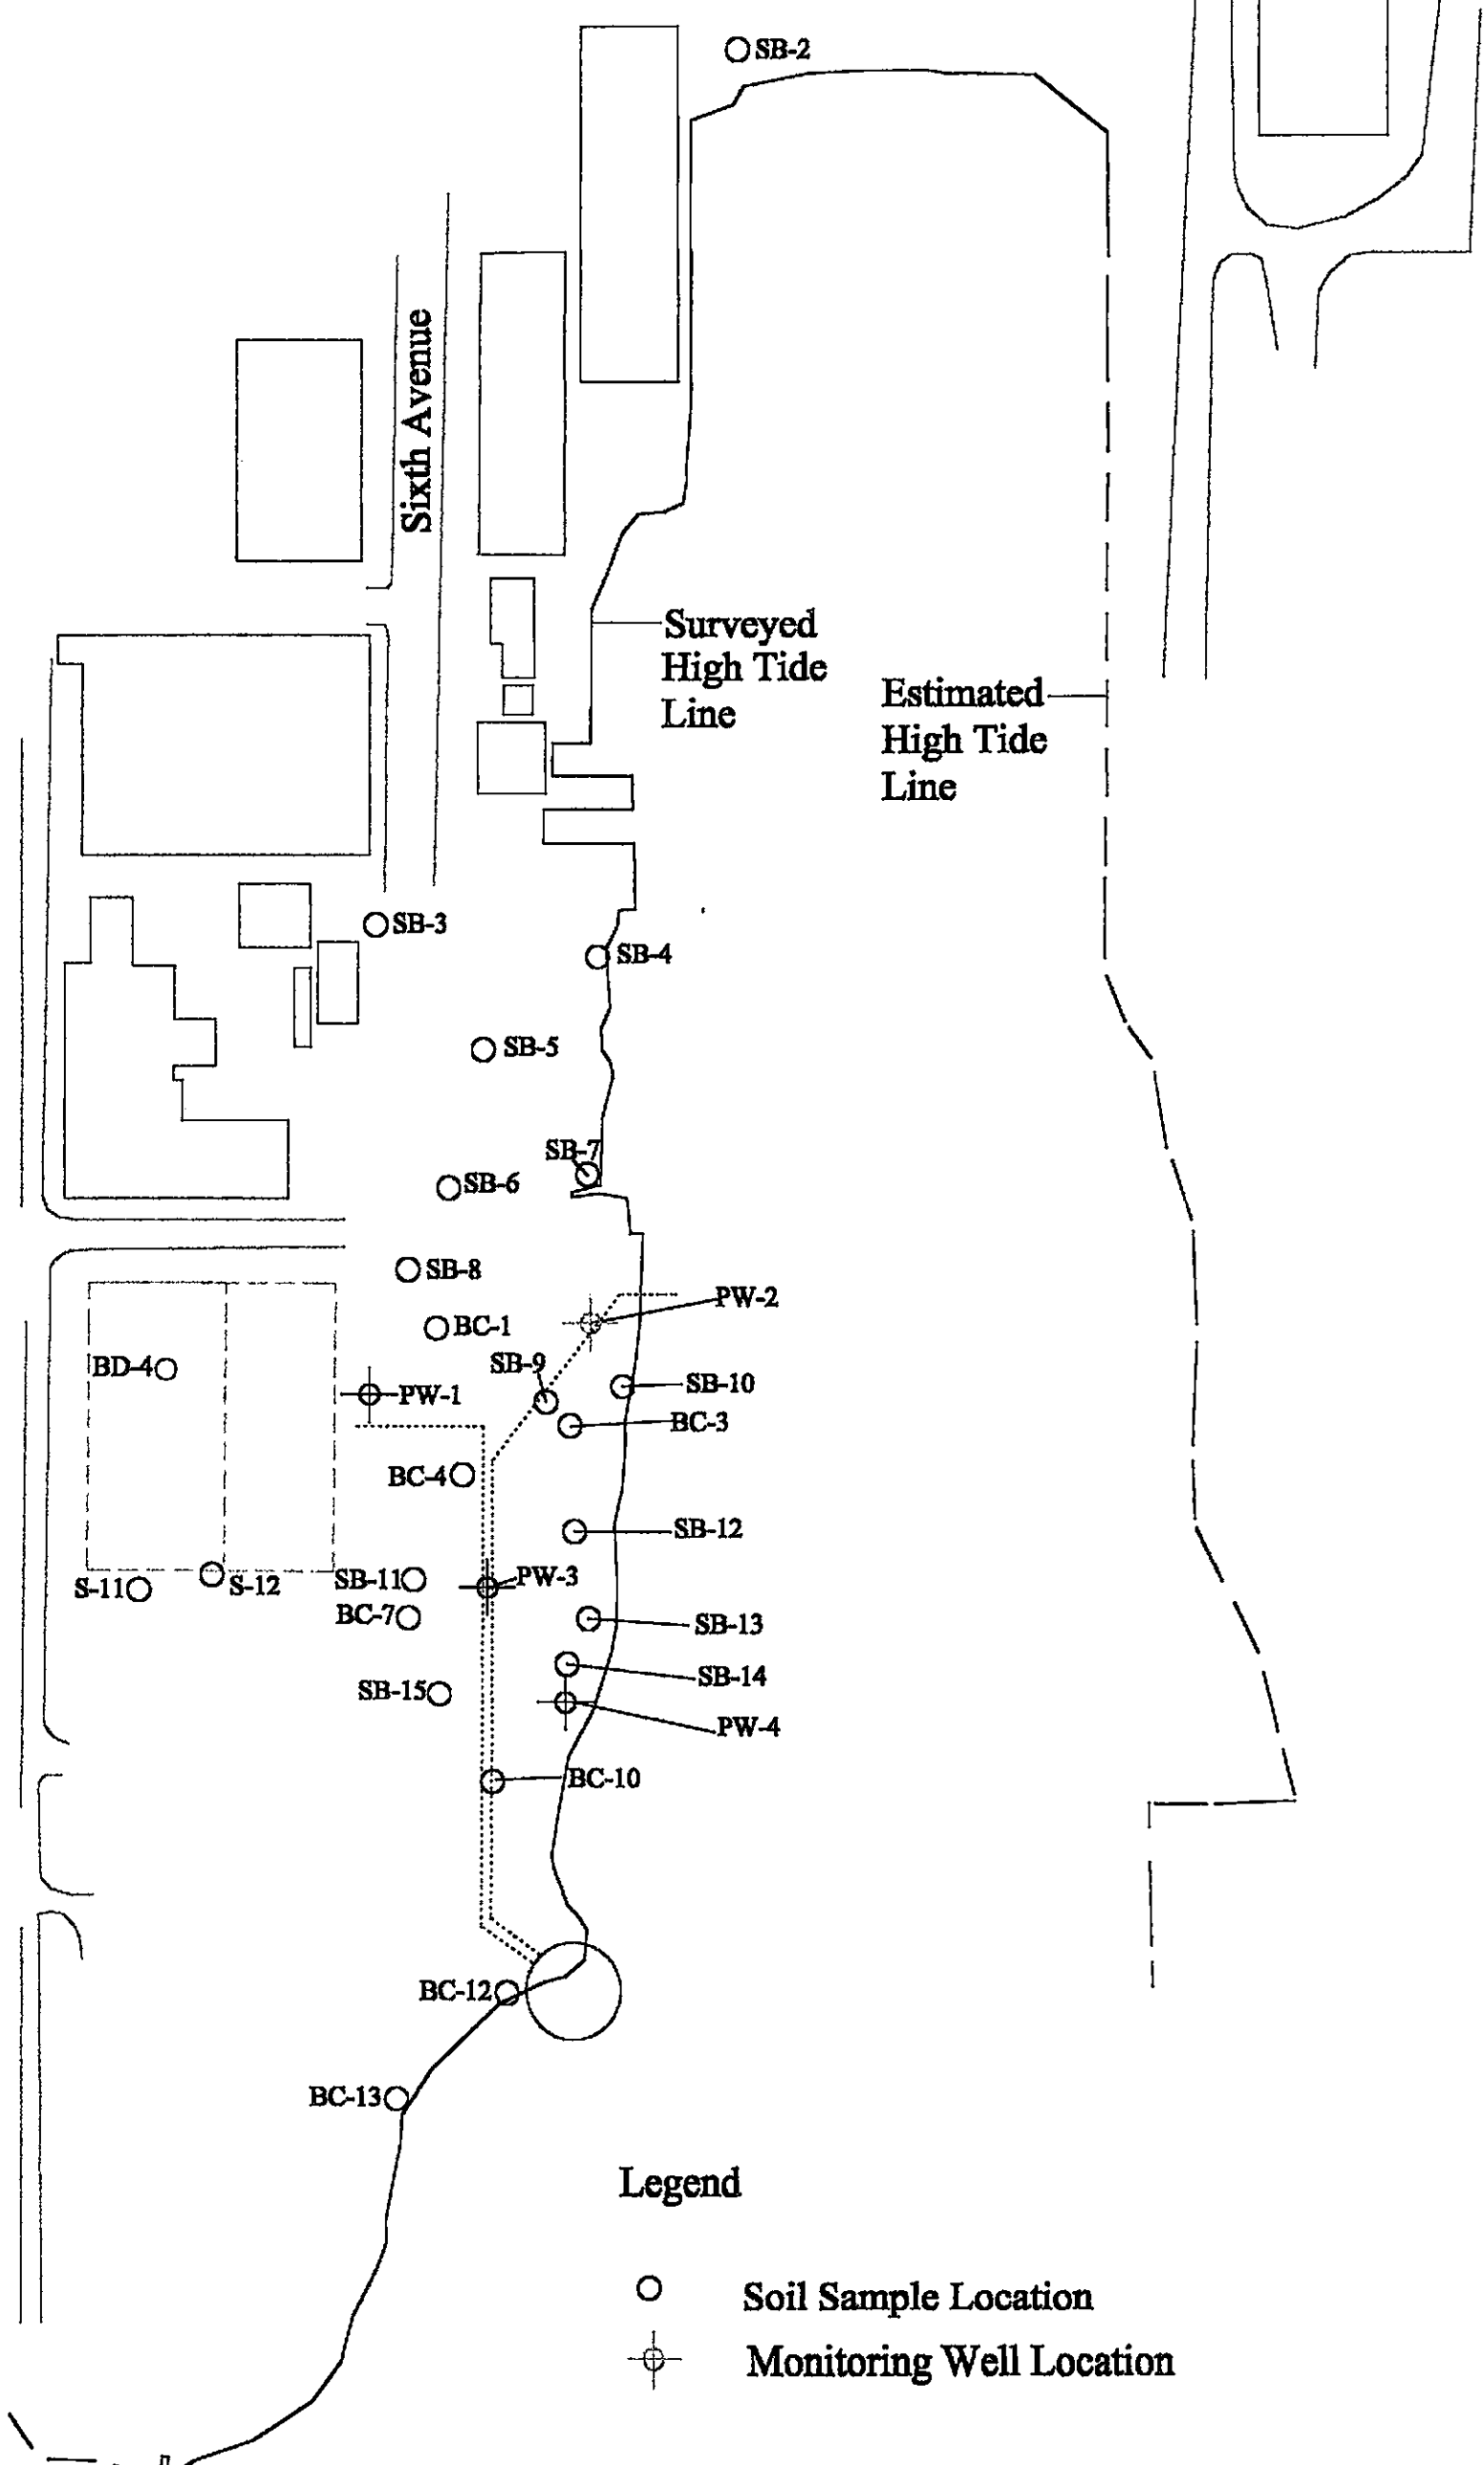 SB-2
Sixth Avenue
Surveyed
High Tide
Line
Estimated
High Tide
Line
SB-3
SB-4
SB-5
SB-7
SB-6
SB-8
PW-2
BC-1
SB-9
BD-4
PW-1
SB-10
BC-3
BC-4
SB-12
S-11
S-12
SB-11
PW-3
BC-7
SB-13
SB-14
SB-15
PW-4
BC-10
BC-12
BC-13
Legend
Soil Sample Location
Monitoring Well Location